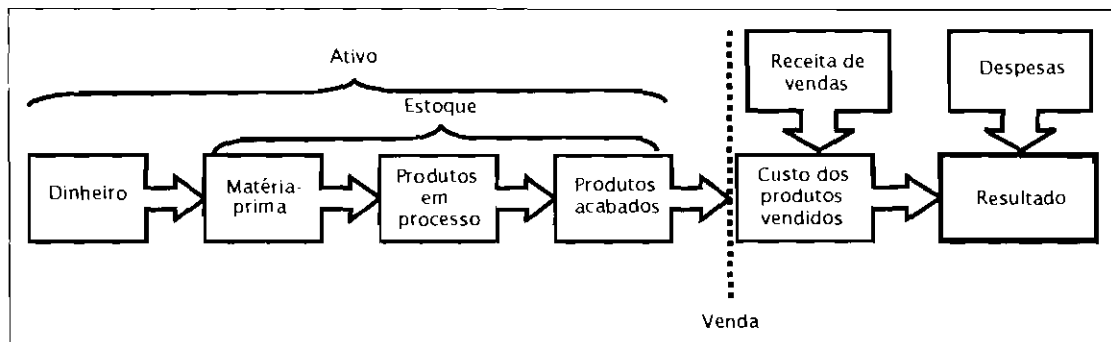 Ativo
Estoque
Dinheiro
Matéria-
prima
Produtos
em
processo
Produtos
acabados
Venda
Receita de
vendas
Despesas
Custo dos
produtos
vendidos
Resultado